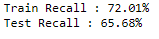 Train Recall : 72.01%
Test Recall : 65.68%